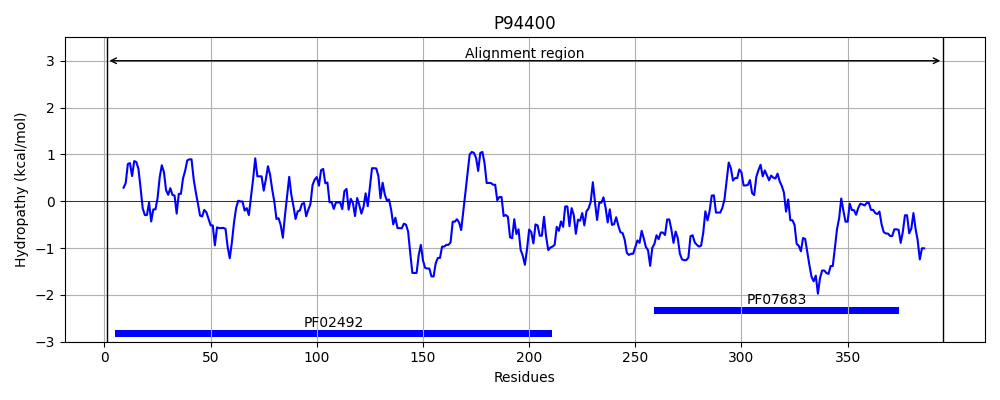 P94400
Alignment region
Hydropathy (kcal/mol)
3
2
1
0
−1
−2
−3
PF07683
PF02492
0 50 100 150 200 250 300 350
Residues